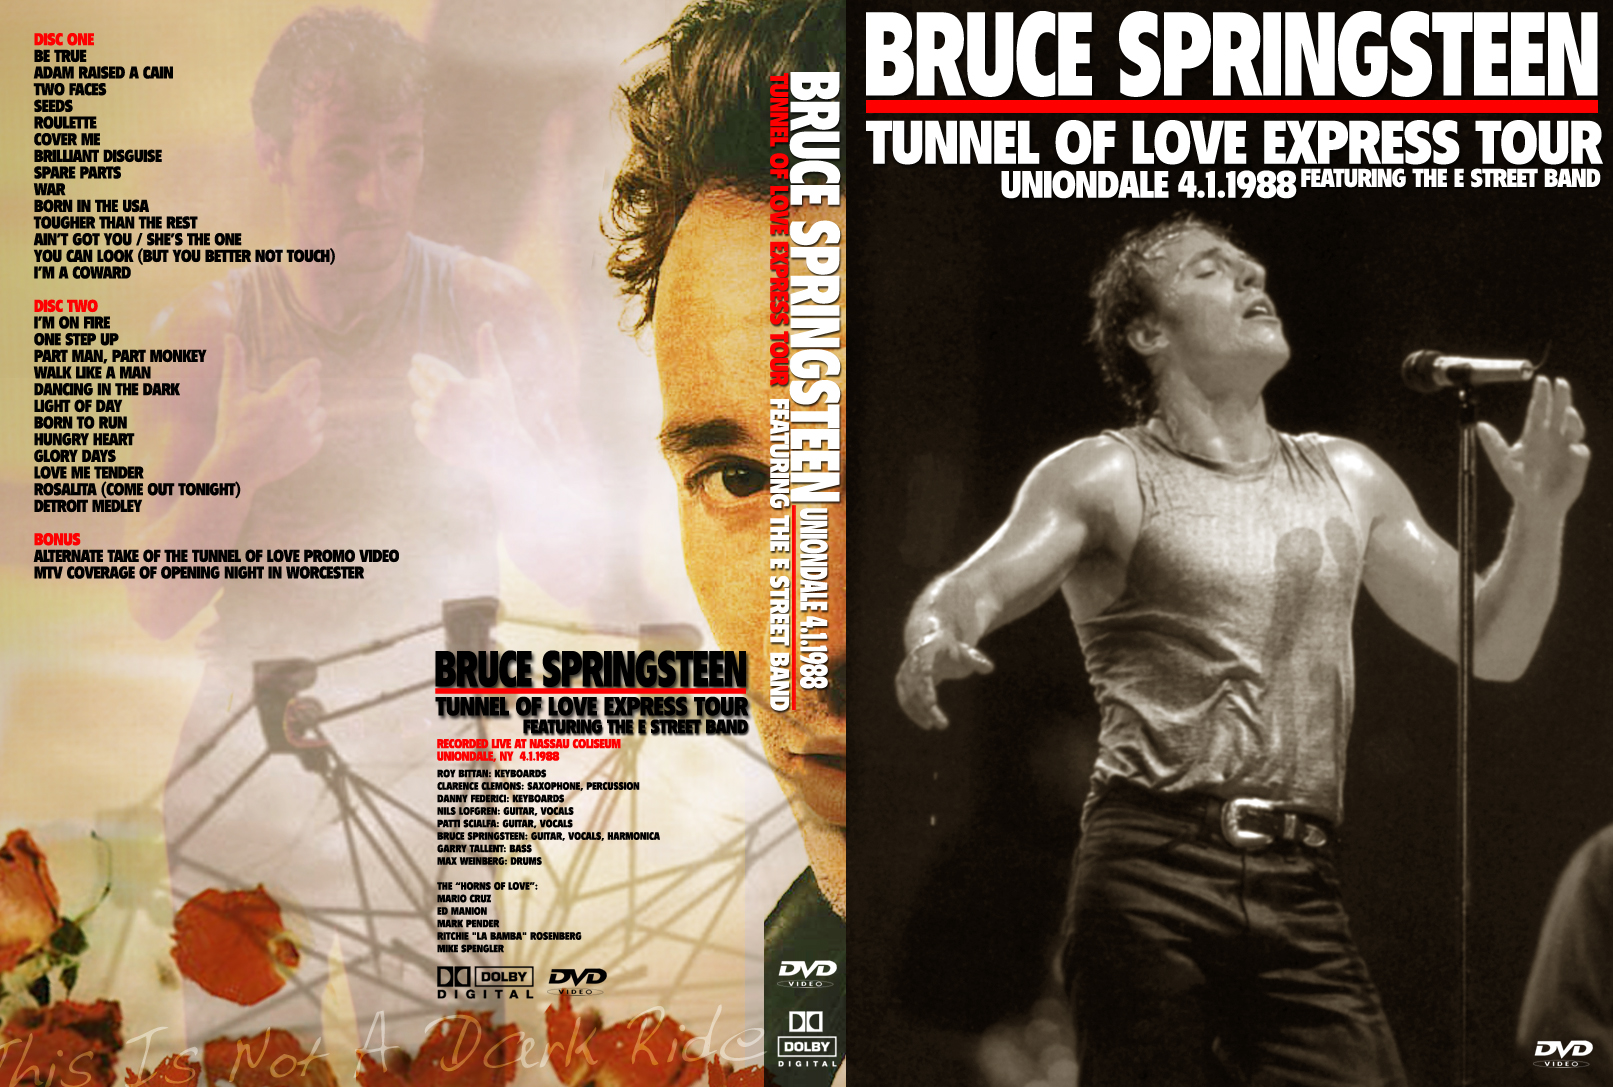 DISC ONE
BE TRUE
ADAM RAISED A CAIN
TWO FACES
SEEDS
ROULETTE
COVER ME
BRILLIANT DISGUISE
SPARE PARTS
WAR
BORN IN THE USA
TOUGHER THAN THE REST
AIN'T GOT YOU / SHE'S THE ONE
YOU CAN LOOK (BUT YOU BETTER NOT TOUCH)
I'M A COWARD
DISC TWO
I'M ON FIRE
ONE STEP UP
PART MAN, PART MONKEY
WALK LIKE A MAN
DANCING IN THE DARK
LIGHT OF DAY
BORN TO RUN
HUNGRY HEART
GLORY DAYS
LOVE ME TENDER
ROSALITA (COME OUT TONIGHT)
DETROIT MEDLEY
BONUS
ALTERNATE TAKE OF THE TUNNEL OF LOVE PROMO VIDEO
MTV COVERAGE OF OPENING NIGHT IN WORCESTER
BRUCE SPRINGSTEEN
TUNNEL OF LOVE EXPRESS TOUR
FEATURING THE E STREET BAND
RECORDED LIVE AT NASSAU COLISEUM
UNIONDALE, NY 4.1.1988
ROY BITTAN: KEYBOARDS
CLARENCE CLEMONS: SAXOPHONE, PERCUSSION
DANNY FEDERICI: KEYBOARDS
NILS LOFGREN: GUITAR, VOCALS
PATTI SCIALFA: GUITAR, VOCALS
BRUCE SPRINGSTEEN: GUITAR, VOCALS, HARMONICA
GARRY TALLENT: BASS
MAX WEINBERG: DRUMS
THE "HORNS OF LOVE":
MARIO CRUZ
ED MANION
MARK PENDER
RITCHIE "LA BAMBA" ROSENBERG
MIKE SPENGLER
DOLBY
DIGITAL
DVD
VIDEO
This Is Not A Dark Ride
BRUCE SPRINGSTEEN UNIONDALE 4.1.1988
TUNNEL OF LOVE EXPRESS TOUR FEATURING THE E STREET BAND
DVD
VIDEO
DOLBY
DIGITAL
BRUCE SPRINGSTEEN
TUNNEL OF LOVE EXPRESS TOUR
UNIONDALE 4.1.1988 FEATURING THE E STREET BAND
DVD
VIDEO